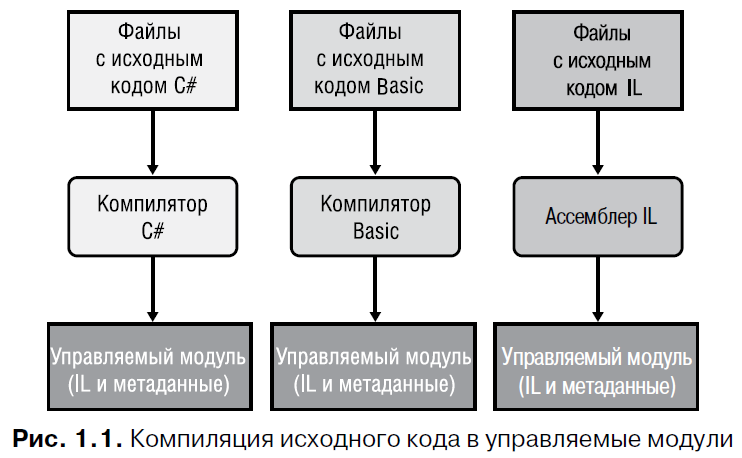 Файлы
с исходным
кодом C#
Файлы
с исходным
кодом Basic
Файлы
с исходным
кодом IL
Компилятор
C#
Компилятор
Basic
Ассемблер IL
Управляемый модуль
(IL и метаданные)
Управляемый модуль
(IL и метаданные)
Управляемый модуль
(IL и метаданные)
Рис. 1.1. Компиляция исходного кода в управляемые модули